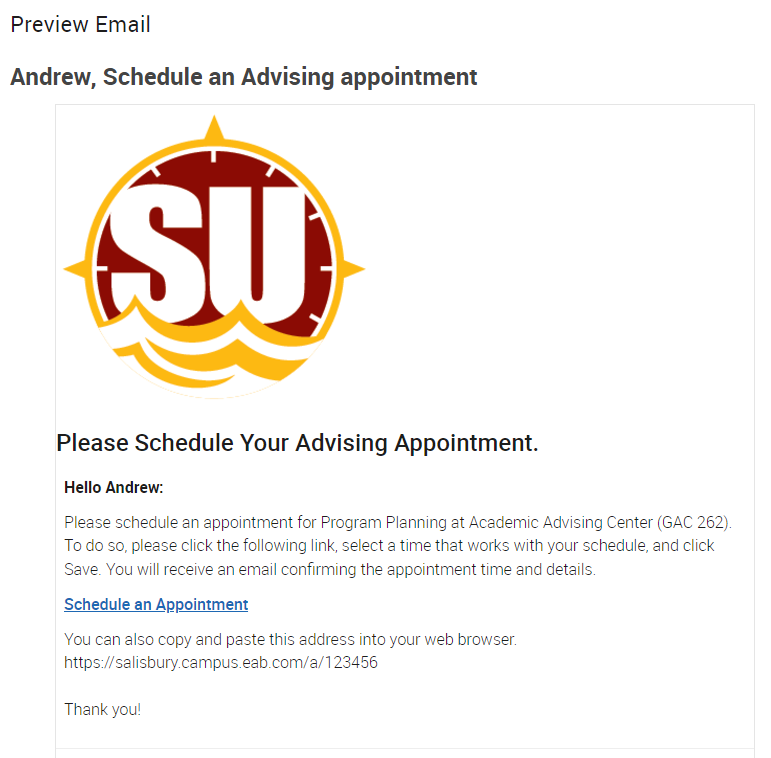 Preview Email
Andrew, Schedule an Advising appointment
SU
Please Schedule Your Advising Appointment.
Hello Andrew:
Please schedule an appointment for Program Planning at Academic Advising Center (GAC 262).
To do so, please click the following link, select a time that works with your schedule, and click
Save. You will receive an email confirming the appointment time and details.
Schedule an Appointment
You can also copy and paste this address into your web browser.
https://salisbury.campus.eab.com/a/123456
Thank you!